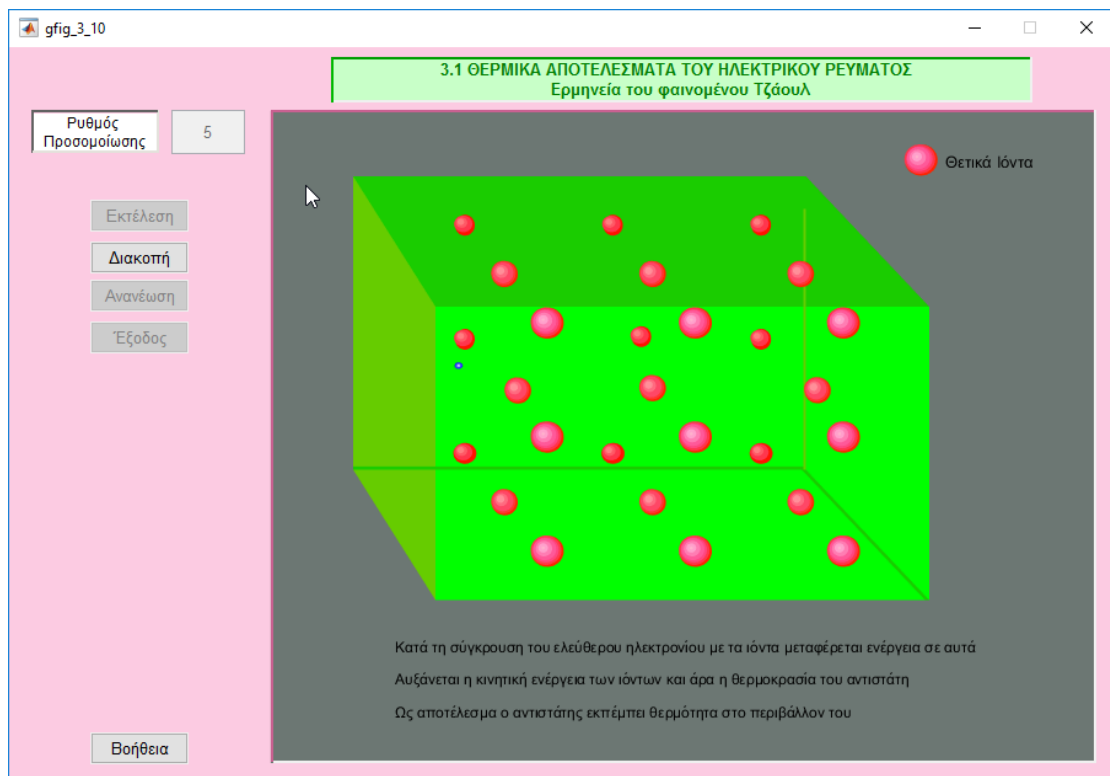 gfig_3_10
3.1 ΘΕΡΜΙΚΑ ΑΠΟΤΕΛΕΣΜΑΤΑ ΤΟΥ ΗΛΕΚΤΡΙΚΟΥ ΡΕΥΜΑΤΟΣ
Ερμηνεία του φαινομένου Τζάουλ
Ρυθμός
Προσομοίωσης
5
Θετικά Ιόντα
Εκτέλεση
Διακοπή
Ανανέωση
Έξοδος
Κατά τη σύγκρουση του ελεύθερου ηλεκτρονίου με τα ιόντα μεταφέρεται ενέργεια σε αυτά
Αυξάνεται η κινητική ενέργεια των ιόντων και άρα η θερμοκρασία του αντιστάτη
Ως αποτέλεσμα ο αντιστάτης εκπέμπει θερμότητα στο περιβάλλον του
Βοήθεια